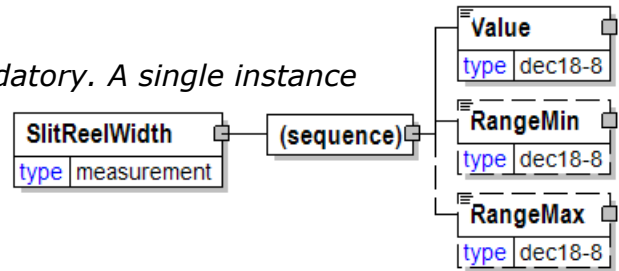 Value
type dec18-8
datory. A single instance
RangeMin
SlitReelWidth
(sequence)
type measurement
type dec18-8
RangeMax
type dec18-8